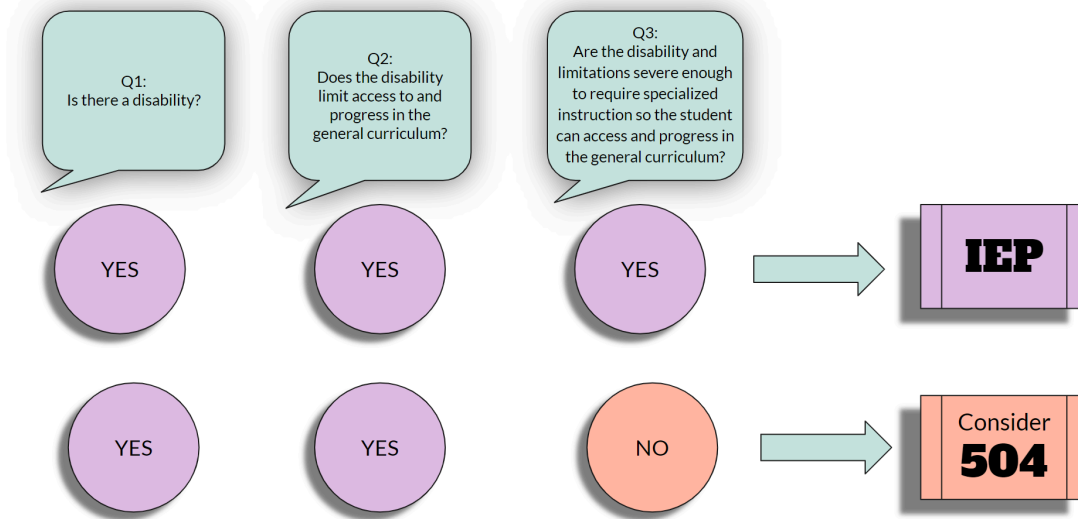 Q1:
Is there a disability?
Q2:
Does the disability
limit access to and
progress in the
general curriculum?
Q3:
Are the disability and
limitations severe enough
to require specialized
instruction so the student
can access and progress in
the general curriculum?
YES
YES
YES
IEP
YES
YES
NO
Consider
504